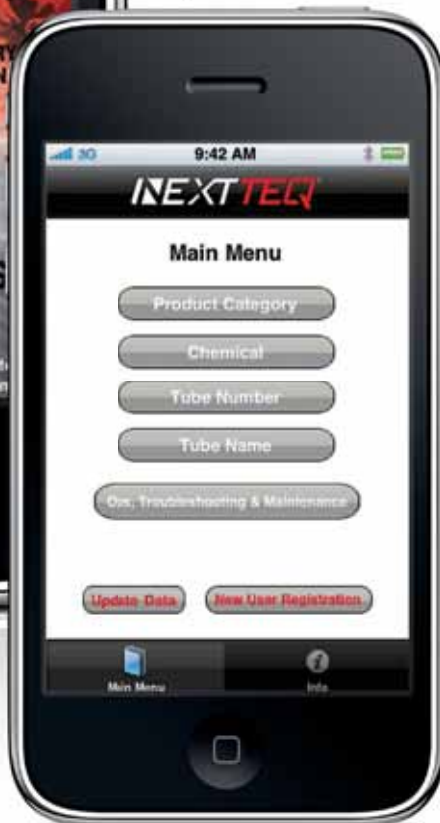 3G 9:42 AM
NEXTTEQ
Main Menu
Product Category
Chemical
Tube Number
Tube Name
Troubleshooting & Maintenance
Update Data
New User Registration
Main Menu
Info